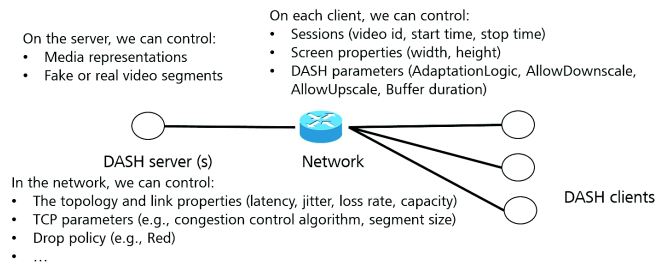 On the server, we can control:
• Media representations
• Fake or real video segments
On each client, we can control:
• Sessions (video id, start time, stop time)
• Screen properties (width, height)
• DASH parameters (AdaptationLogic, AllowDownscale,
AllowUpscale, Buffer duration)
DASH server (s)
Network
DASH clients
In the network, we can control:
• The topology and link properties (latency, jitter, loss rate, capacity)
• TCP parameters (e.g., congestion control algorithm, segment size)
• Drop policy (e.g., Red)
• ...